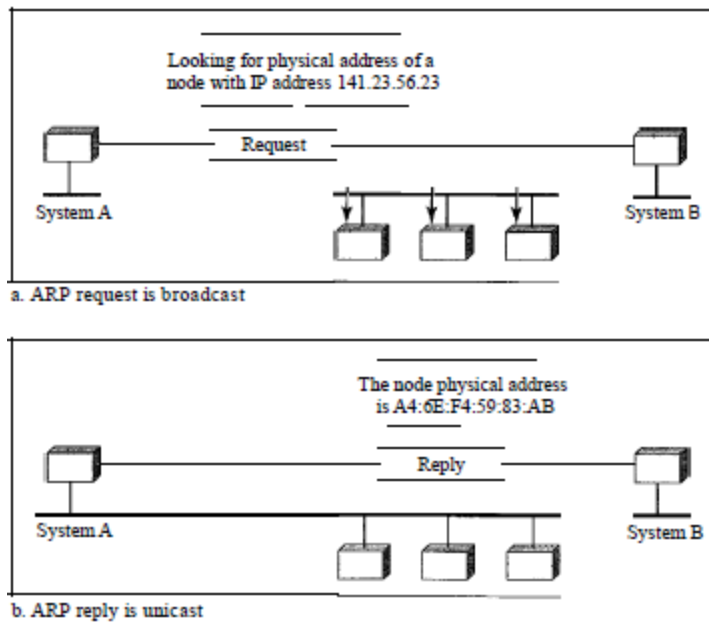 Looking for physical address of a
node with IP address 141.23.56.23
Request
System A
System B
a. ARP request is broadcast
The node physical address
is A4:6E:F4:59:83:AB
Reply
System A
System B
b. ARP reply is unicast